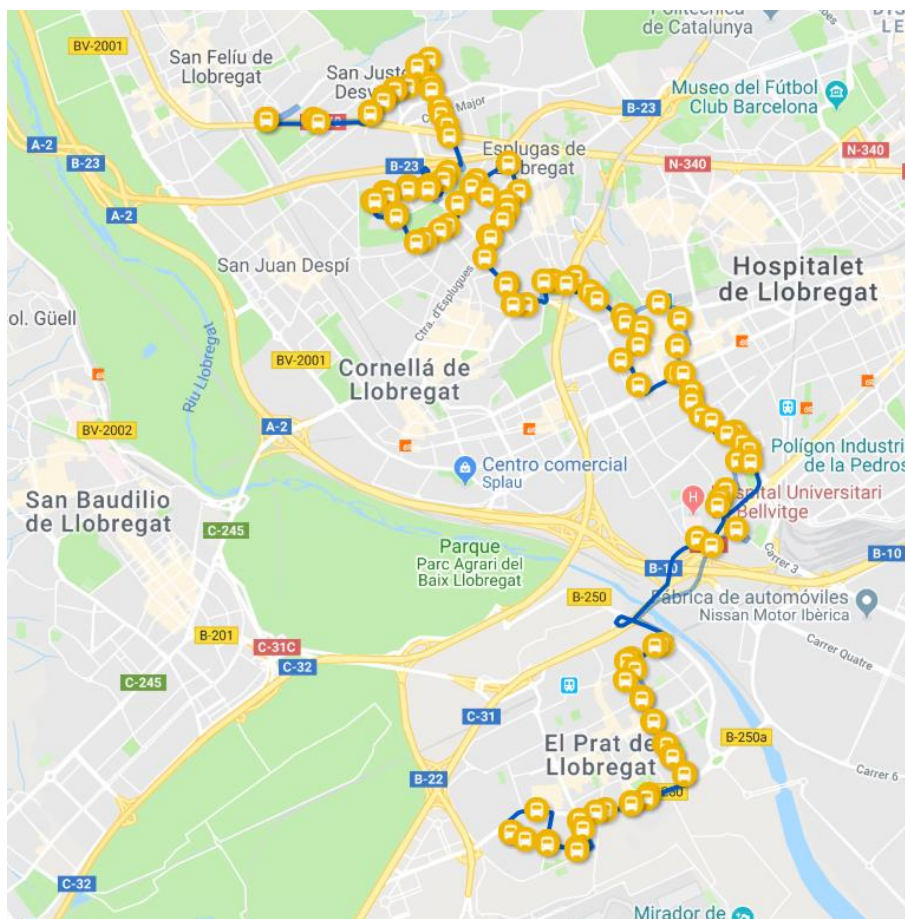 Politècnica
de Catalunya
BV-2001
San Felíu de
Llobregat
San Justo
Major
B-23
Museo del Fútbol
Club Barcelona
A-2
B-23
B-23
Esplugas de
N-340
N-340
A-2
San Juan Despí
Ctra. d'Esplugues
Hospitalet
de Llobregat
ol. Güell
Riu Llobregat
BV-2001
Cornellá de
Llobregat
BV-2002
A-2
Centro comercial
Splau
Polígon Industri
de la Pedros
San Baudilio
de Llobregat
C-245
Hospital Universitari
Bellvitge
Parque
Parc Agrari del
Baix Llobregat
Carrer 3
B-10
B-10
B-250
Fábrica de automóviles
Nissan Motor Ibèrica
B-201
C-31C
C-32
Carrer Quatre
C-245
C-31
El Prat de
Llobregat
B-250a
B-22
Carrer 6
C-32
Mirador de